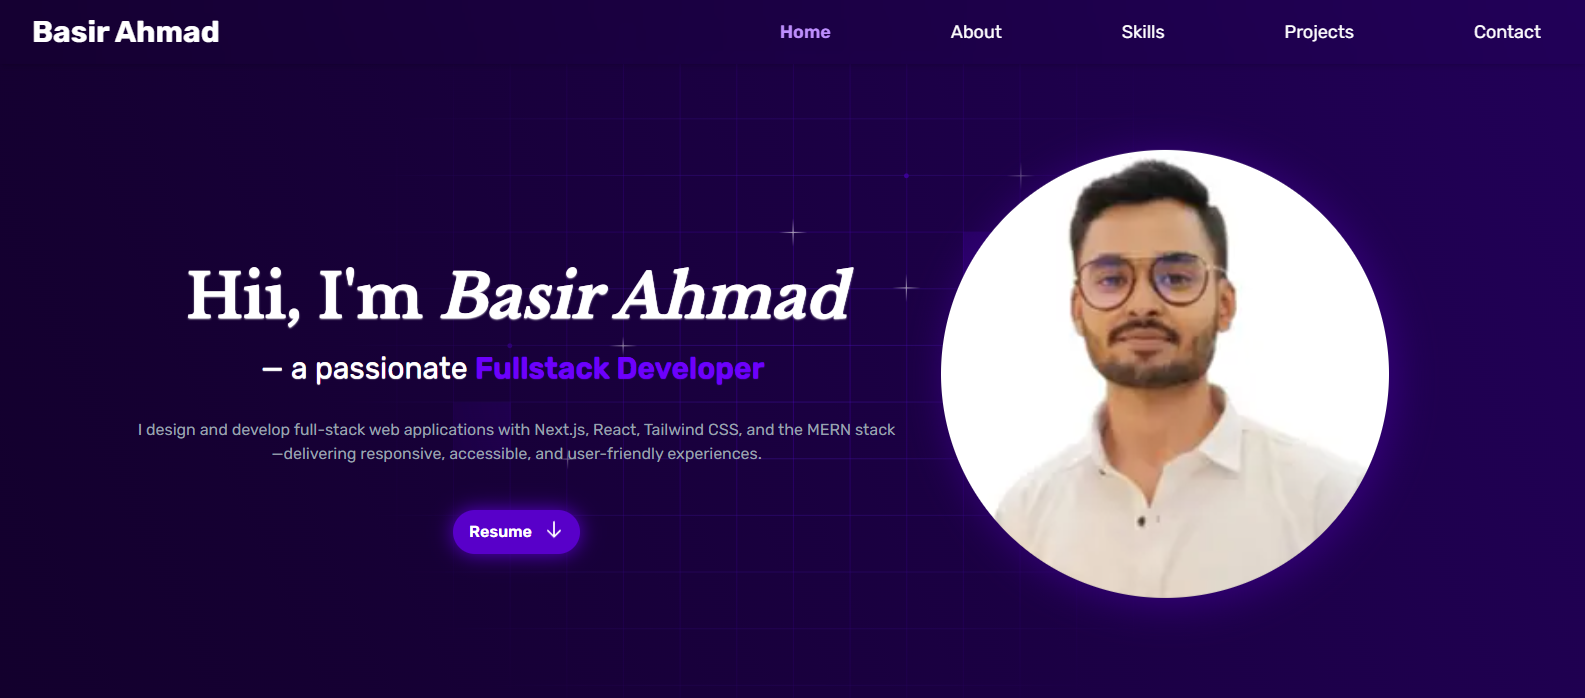 Basir Ahmad
Home
About
Skills
Projects
Contact
Hii, I'm Basir Ahmad
– a passionate Fullstack Developer
I design and develop full-stack web applications with Next.js, React, Tailwind CSS, and the MERN stack
—delivering responsive, accessible, and user-friendly experiences.
Resume ↓